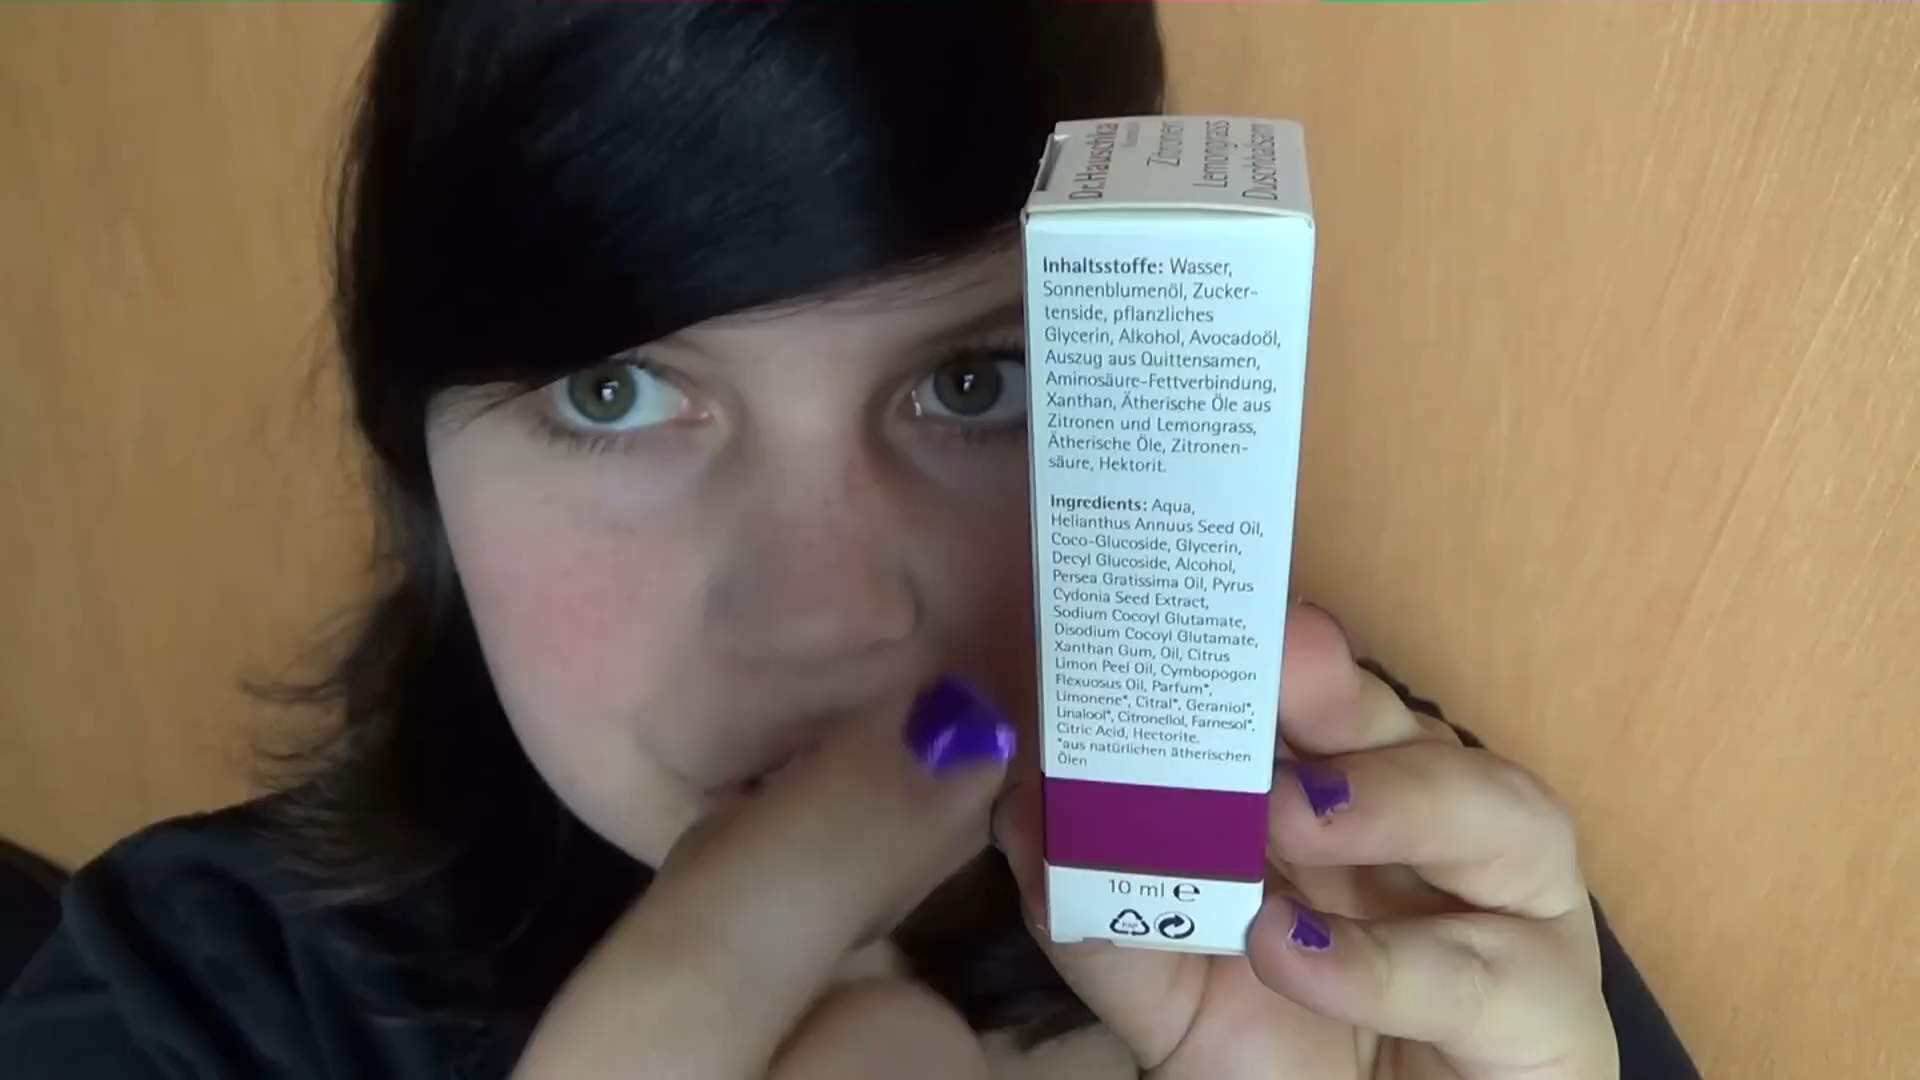 Dr.Hauschka
Zitronen
Lemongrass
Duschbalsam
Inhaltsstoffe: Wasser,
Sonnenblumenöl, Zucker-
tenside, pflanzliches
Glycerin, Alkohol, Avocadoöl,
Auszug aus Quittensamen,
Aminosäure-Fettverbindung,
Xanthan, Ätherische Öle aus
Zitronen und Lemongrass,
Ätherische Öle, Zitronen-
säure, Hektorit.
Ingredients: Aqua,
Helianthus Annuus Seed Oil,
Coco-Glucoside, Glycerin,
Decyl Glucoside, Alcohol,
Persea Gratissima Oil, Pyrus
Cydonia Seed Extract,
Sodium Cocoyl Glutamate,
Disodium Cocoyl Glutamate,
Xanthan Gum, Oil, Citrus
Limon Peel Oil, Cymbopogon
Flexuosus Oil, Parfum*,
Limonene*, Citral*, Geraniol*,
Linalool*, Citronellol, Farnesol*,
Citric Acid, Hectorite.
*aus natürlichen ätherischen
Ölen
10 ml e